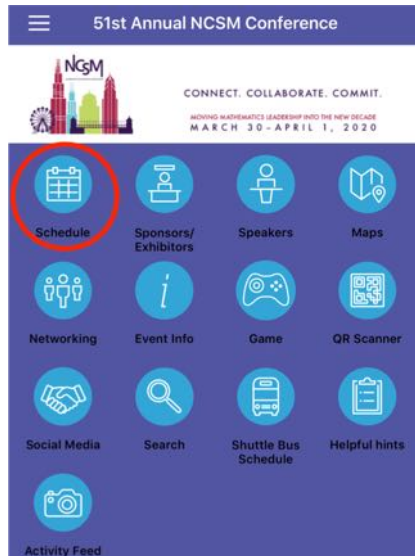 51st Annual NCSM Conference
NCSM
CONNECT. COLLABORATE. COMMIT.
MOVING MATHEMATICS LEADERSHIP INTO THE NEW DECADE
MARCH 30-APRIL 1, 2020
Schedule
Sponsors/
Exhibitors
Speakers
Maps
Networking
Event Info
Game
QR Scanner
Social Media
Search
Shuttle Bus
Schedule
Helpful hints
Activity Feed